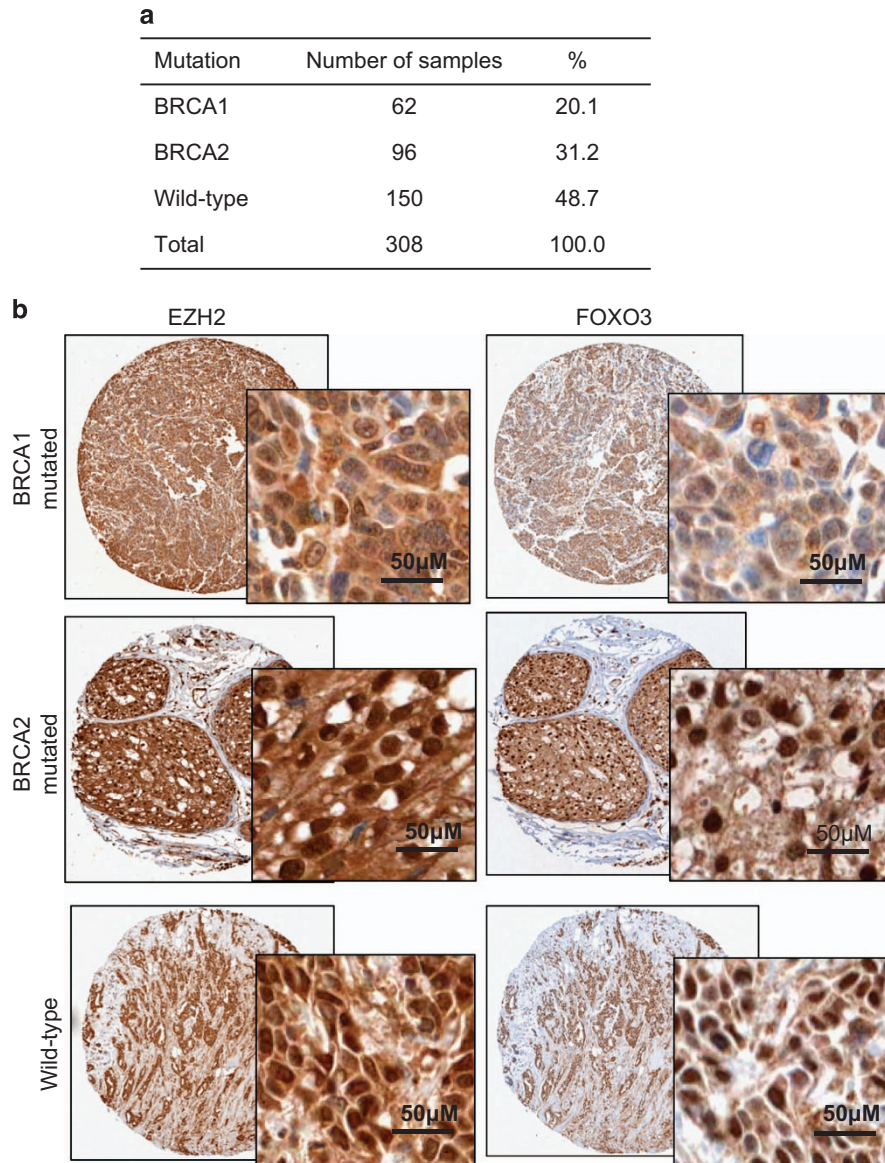 a
Mutation Number of samples %
BRCA1 62 20.1
BRCA2 96 31.2
Wild-type 150 48.7
Total 308 100.0
b
EZH2 FOXO3
BRCA1
mutated
50µM 50µM
BRCA2
mutated
50µM 50µM
Wild-type
50µM 50µM